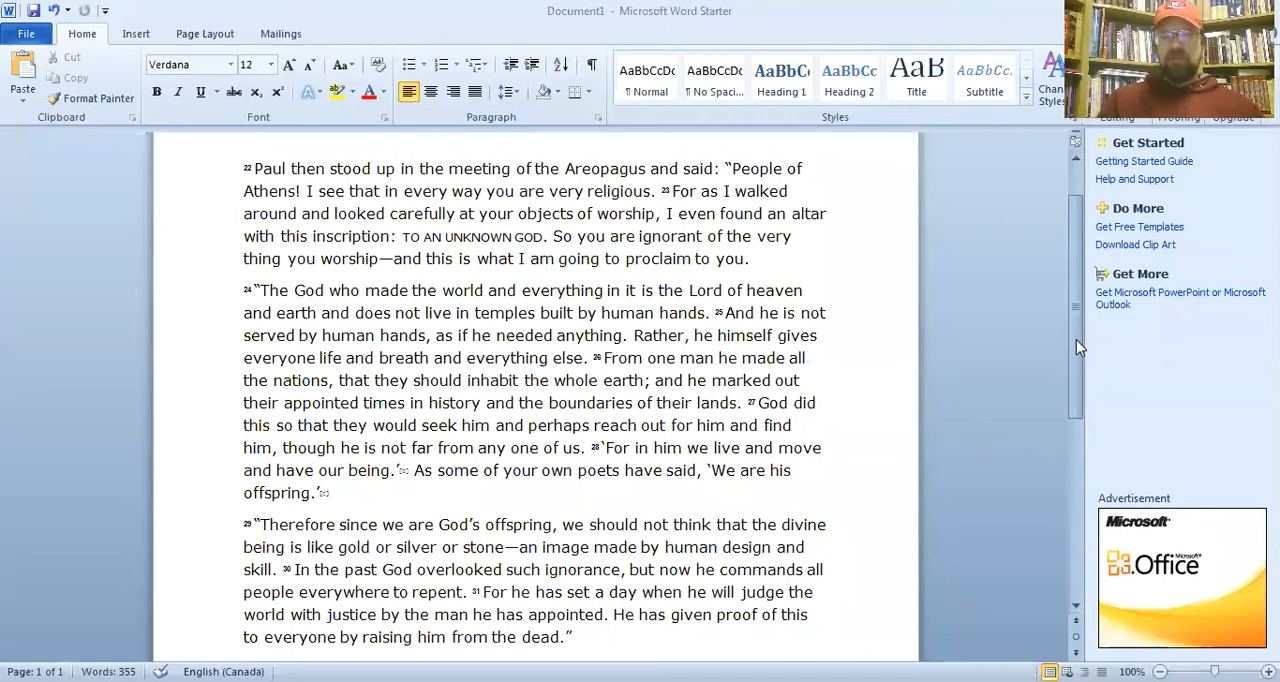 Document1 - Microsoft Word Starter
File Home Insert Page Layout Mailings
Paste
Cut
Copy
Format Painter
Clipboard
Verdana 12 Aa
B I U abc x₂ x² A A
Font
Paragraph
AaBbCcDc AaBbCcDc AaBbC AaBbCc AaB AaBbCc.
¶ Normal ¶ No Spaci... Heading 1 Heading 2 Title Subtitle
Styles
22 Paul then stood up in the meeting of the Areopagus and said: “People of
Athens! I see that in every way you are very religious. 23 For as I walked
around and looked carefully at your objects of worship, I even found an altar
with this inscription: TO AN UNKNOWN GOD. So you are ignorant of the very
thing you worship—and this is what I am going to proclaim to you.
24 “The God who made the world and everything in it is the Lord of heaven
and earth and does not live in temples built by human hands. 25 And he is not
served by human hands, as if he needed anything. Rather, he himself gives
everyone life and breath and everything else. 26 From one man he made all
the nations, that they should inhabit the whole earth; and he marked out
their appointed times in history and the boundaries of their lands. 27 God did
this so that they would seek him and perhaps reach out for him and find
him, though he is not far from any one of us. 28 ‘For in him we live and move
and have our being.’ As some of your own poets have said, ‘We are his
offspring.’
29 “Therefore since we are God’s offspring, we should not think that the divine
being is like gold or silver or stone—an image made by human design and
skill. 30 In the past God overlooked such ignorance, but now he commands all
people everywhere to repent. 31 For he has set a day when he will judge the
world with justice by the man he has appointed. He has given proof of this
to everyone by raising him from the dead.”
Get Started
Getting Started Guide
Help and Support
Do More
Get Free Templates
Download Clip Art
Get More
Get Microsoft PowerPoint or Microsoft
Outlook
Advertisement
Microsoft
Office
Page: 1 of 1 Words: 355 English (Canada) 100%